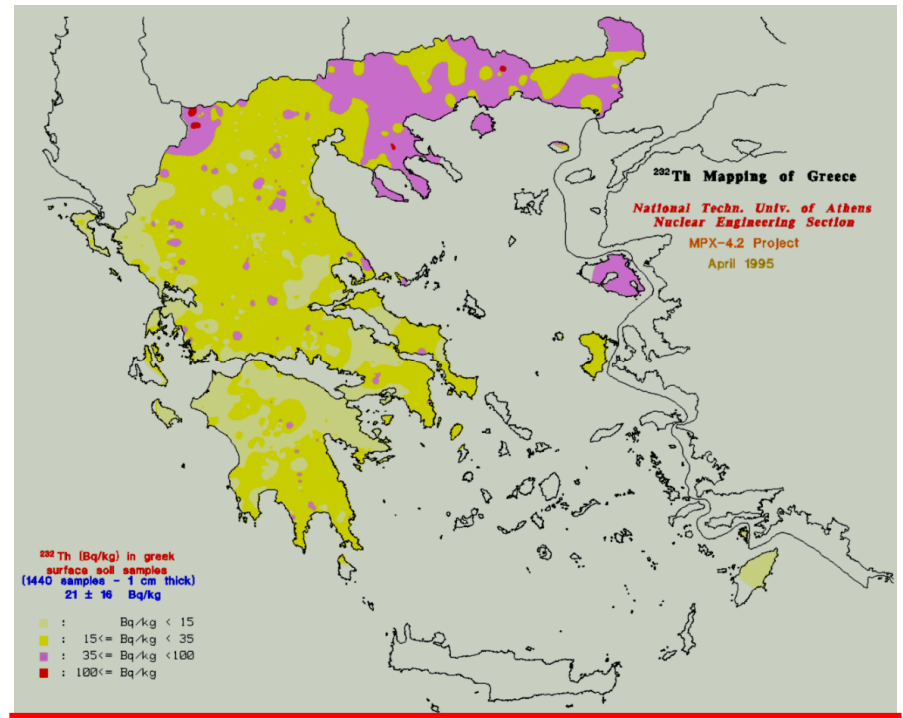 ²³²Th Mapping of Greece
National Techn. Univ. of Athens
Nuclear Engineering Section
MPX-4.2 Project
April 1995
²³²Th (Bq/kg) in greek
surface soil samples
(1440 samples - 1 cm thick)
21 ± 16 Bq/kg
: Bq/kg < 15
: 15<= Bq/kg < 35
: 35<= Bq/kg <100
: 100<= Bq/kg